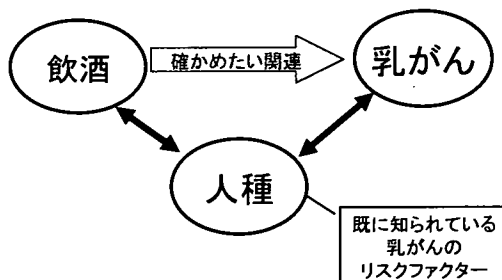 飲酒
確かめたい関連
乳がん
人種
既に知られている
乳がんの
リスクファクター